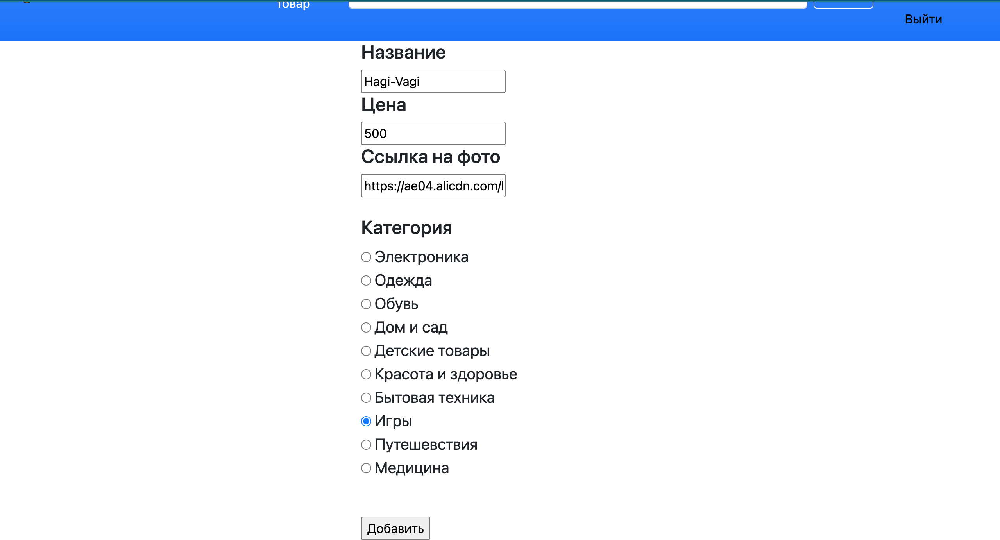 товар
Выйти
Название
Hagi-Vagi
Цена
500
Ссылка на фото
https://ae04.alicdn.com/
Категория
Электроника
Одежда
Обувь
Дом и сад
Детские товары
Красота и здоровье
Бытовая техника
Игры
Путешевствия
Медицина
Добавить